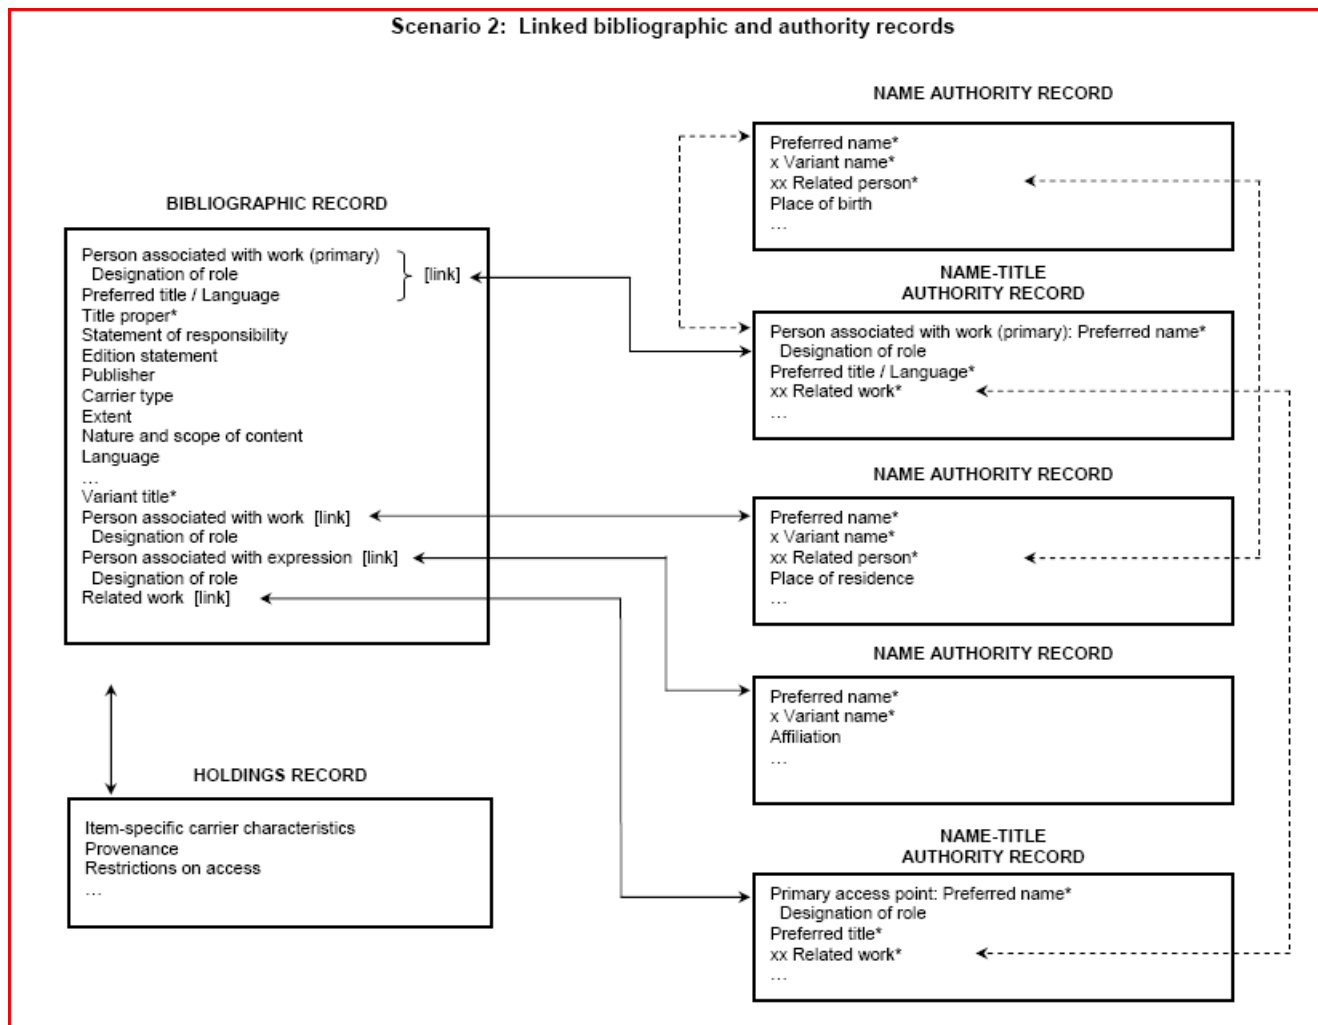 Scenario 2: Linked bibliographic and authority records
BIBLIOGRAPHIC RECORD
Person associated with work (primary)
Designation of role
Preferred title / Language
[link]
Title proper*
Statement of responsibility
Edition statement
Publisher
Carrier type
Extent
Nature and scope of content
Language
...
Variant title*
Person associated with work [link]
Designation of role
Person associated with expression [link]
Designation of role
Related work [link]
HOLDINGS RECORD
Item-specific carrier characteristics
Provenance
Restrictions on access
...
NAME AUTHORITY RECORD
Preferred name*
x Variant name*
xx Related person*
Place of birth
...
NAME-TITLE
AUTHORITY RECORD
Person associated with work (primary): Preferred name*
Designation of role
Preferred title / Language*
xx Related work*
...
NAME AUTHORITY RECORD
Preferred name*
x Variant name*
xx Related person*
Place of residence
...
NAME AUTHORITY RECORD
Preferred name*
x Variant name*
Affiliation
...
NAME-TITLE
AUTHORITY RECORD
Primary access point: Preferred name*
Designation of role
Preferred title*
xx Related work*
...